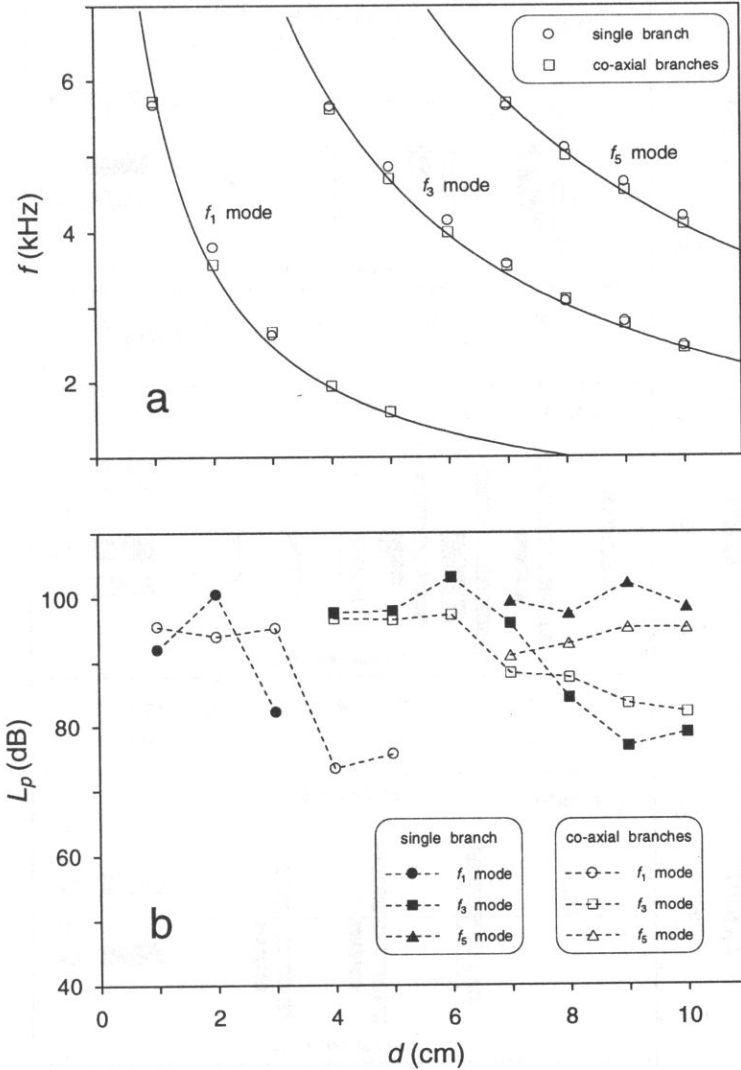 6
4
2
f (kHz)
single branch
co-axial branches
f1 mode
f3 mode
f5 mode
a
100
80
60
40
Lp (dB)
single branch
f1 mode
f3 mode
f5 mode
co-axial branches
f1 mode
f3 mode
f5 mode
b
0 2 4 6 8 10
d (cm)